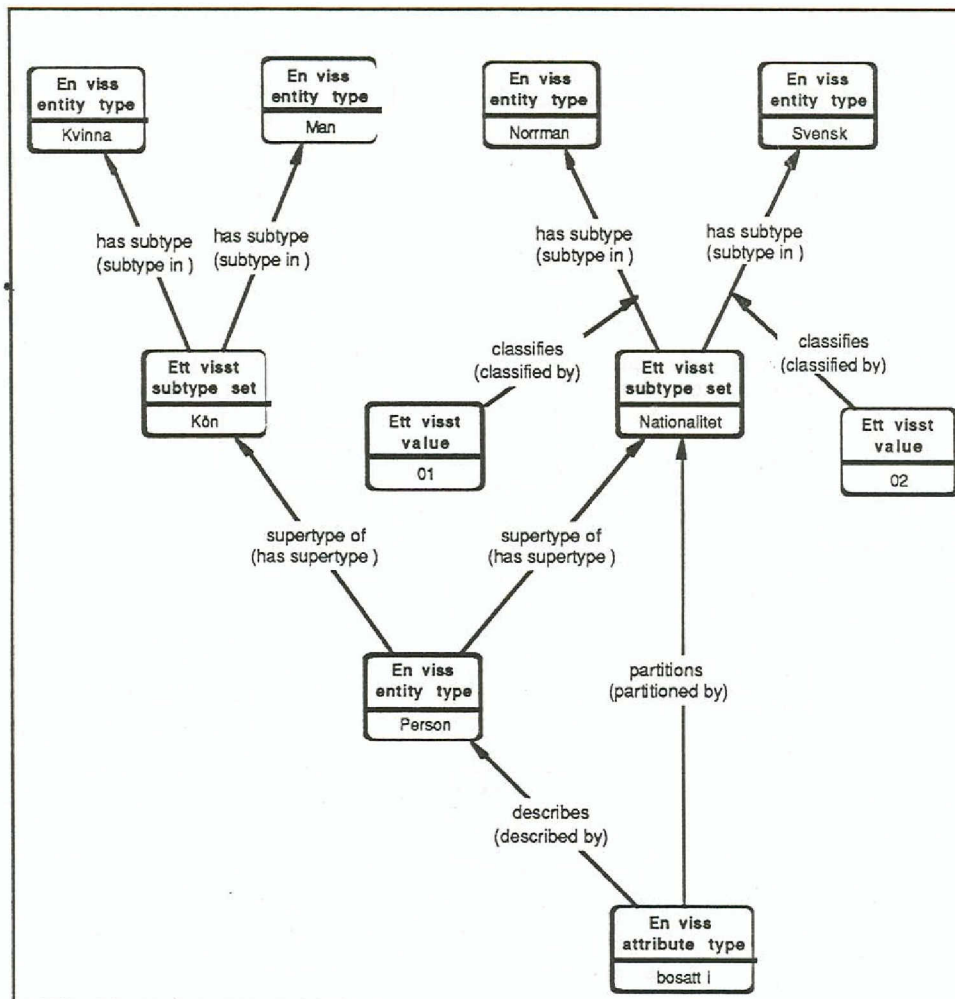 En viss
entity type
Kvinna
En viss
entity type
Man
En viss
entity type
Norrman
En viss
entity type
Svensk
has subtype
(subtype in )
has subtype
(subtype in )
has subtype
(subtype in )
has subtype
(subtype in )
classifies
(classified by)
classifies
(classified by)
Ett visst
subtype set
Kön
Ett visst
value
01
Ett visst
subtype set
Nationalitet
Ett visst
value
02
supertype of
(has supertype )
supertype of
(has supertype )
En viss
entity type
Person
partitions
(partitioned by)
describes
(described by)
En viss
attribute type
bosatt i